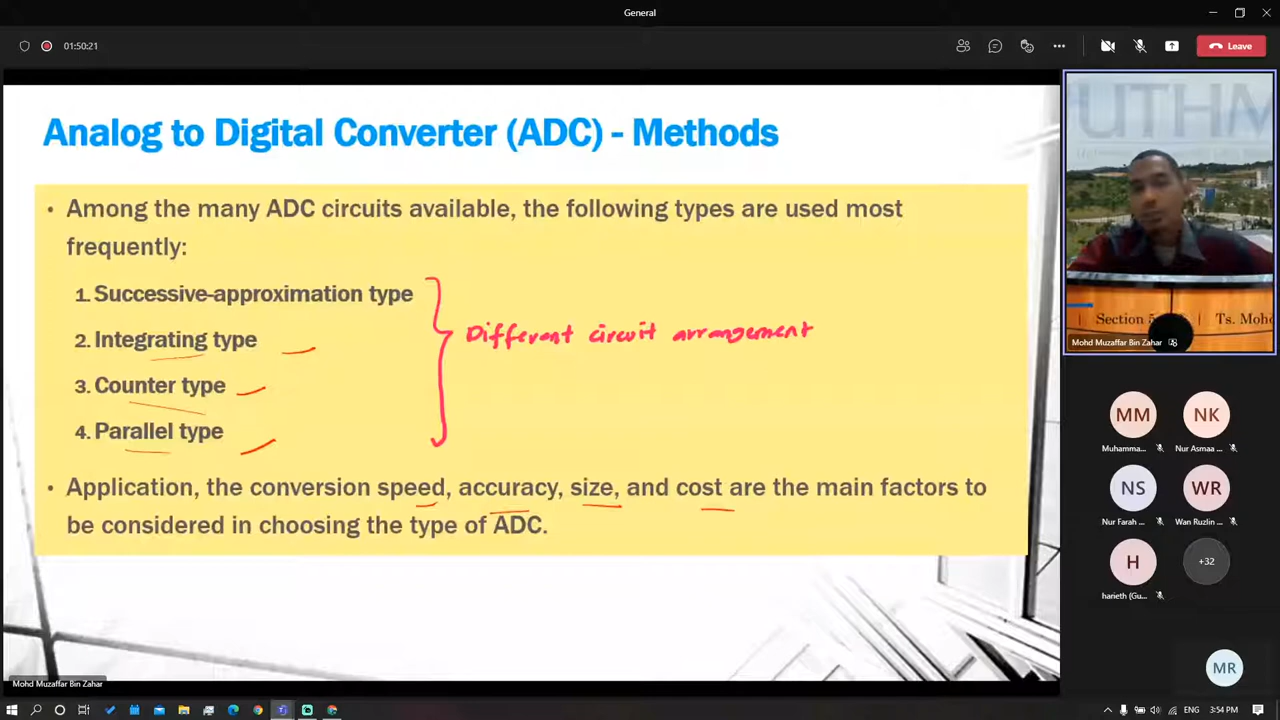 General
01:50:21
Leave
Analog to Digital Converter (ADC) - Methods
• Among the many ADC circuits available, the following types are used most
frequently:
1. Successive-approximation type
2. Integrating type
3. Counter type
4. Parallel type
Different circuit arrangement
• Application, the conversion speed, accuracy, size, and cost are the main factors to
be considered in choosing the type of ADC.
Mohd Muzaffar Bin Zahar
UTHM
Section 5
Ts. Moh
Mohd Muzaffar Bin Zahar
MM
NK
Muhamma...
Nur Asmaa ...
NS
WR
Nur Farah ...
Wan Ruzlin ...
H
+32
harieth (Gu...
MR
ENG
3:54 PM